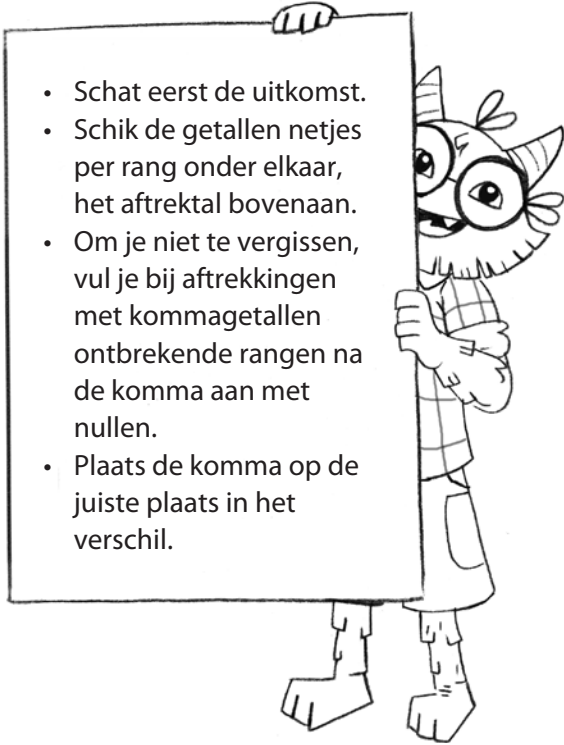 • Schat eerst de uitkomst.
• Schik de getallen netjes
per rang onder elkaar,
het aftrektal bovenaan.
• Om je niet te vergissen,
vul je bij aftrekkingen
met kommagetallen
ontbrekende rangen na
de komma aan met
nullen.
• Plaats de komma op de
juiste plaats in het
verschil.